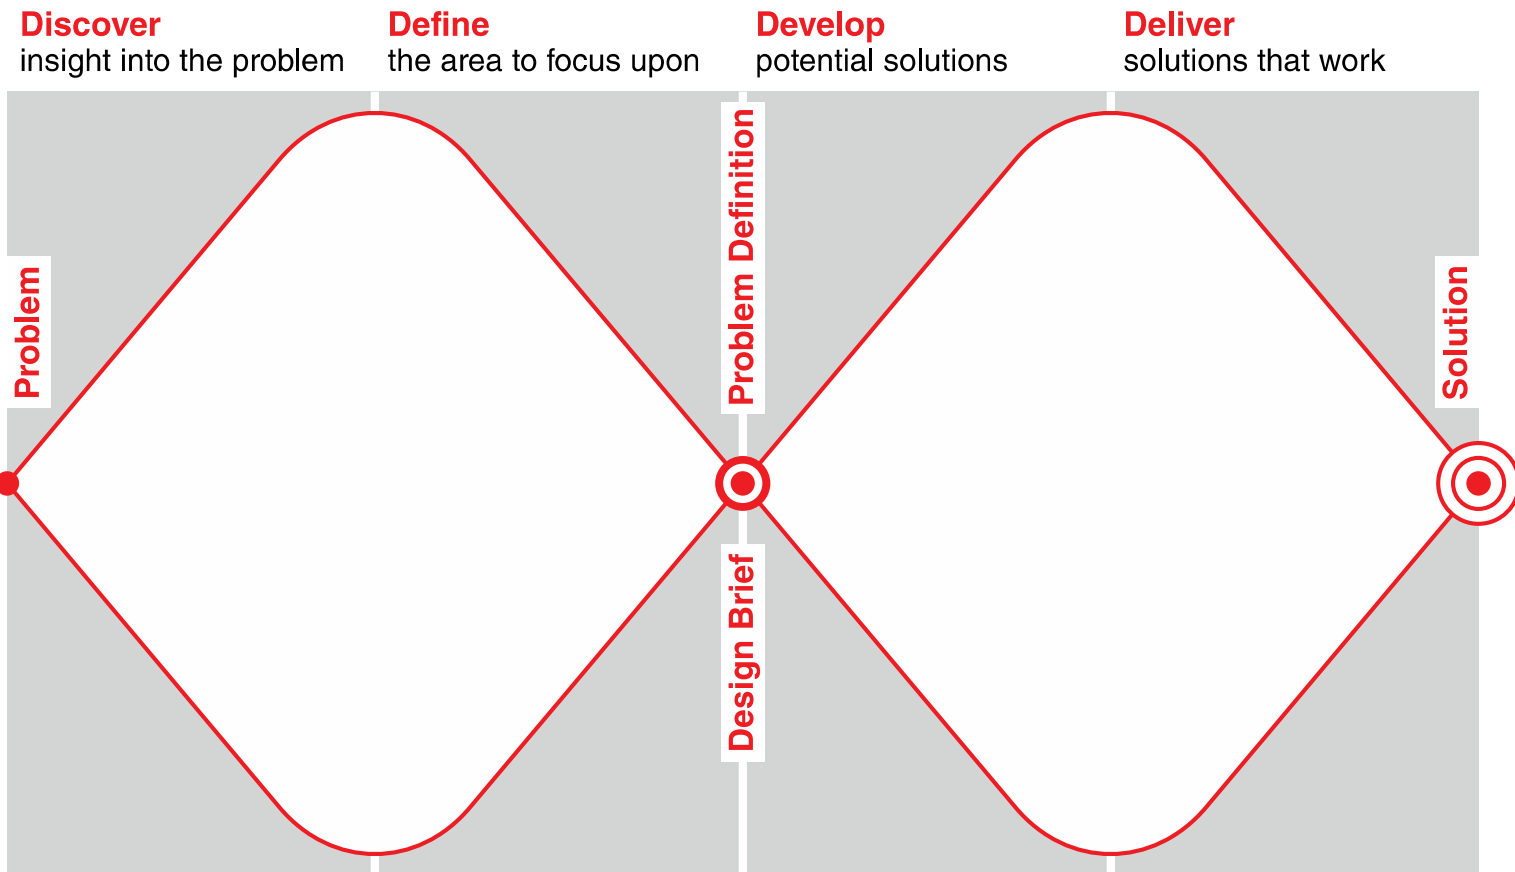 Discover
insight into the problem
Define
the area to focus upon
Develop
potential solutions
Deliver
solutions that work
Problem
Problem Definition
Design Brief
Solution